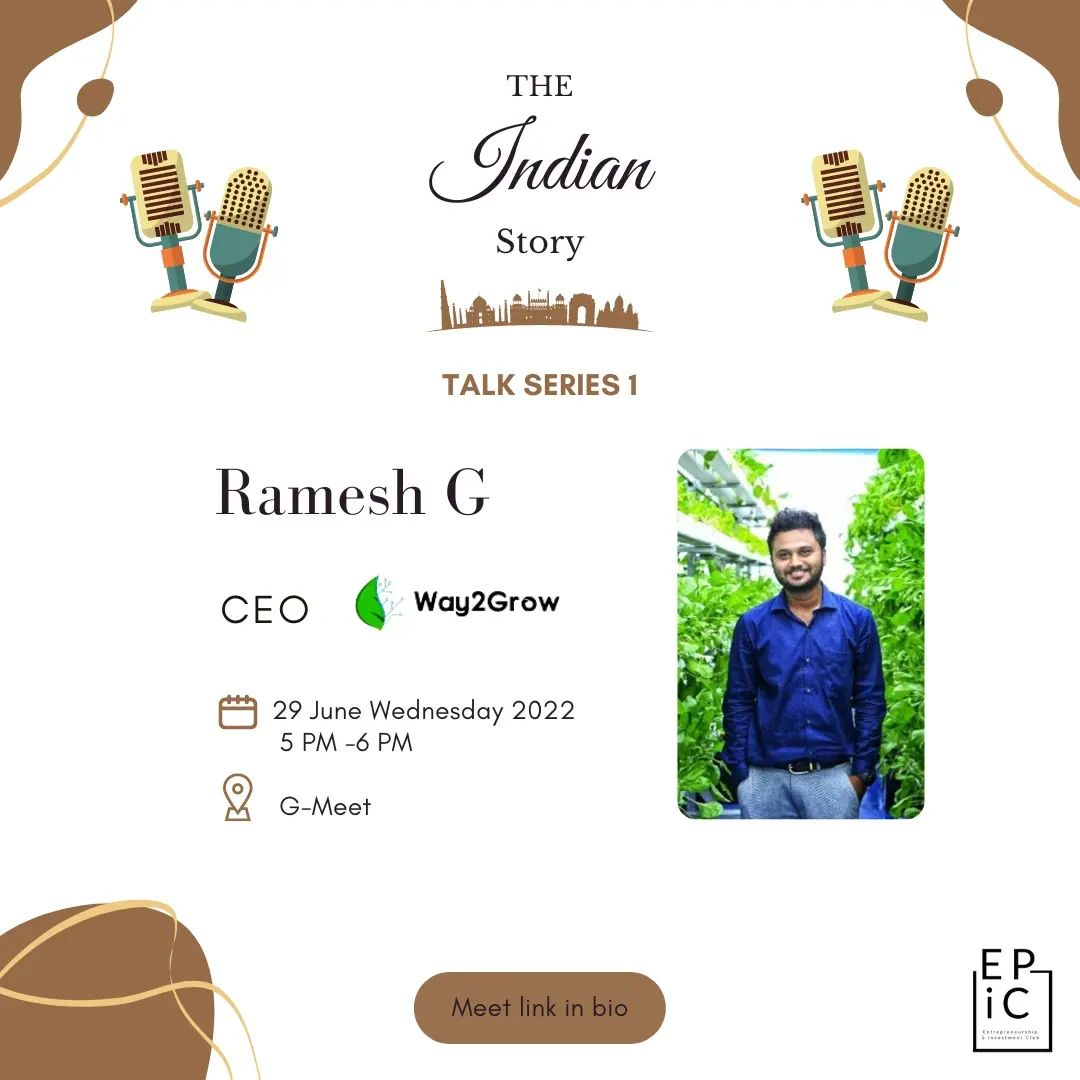 THE
Indian
Story
TALK SERIES 1
Ramesh G
CEO
Way2Grow
29 June Wednesday 2022
5 PM -6 PM
G-Meet
Meet link in bio
EP
iC
Entrepreneurship
& Investment Club